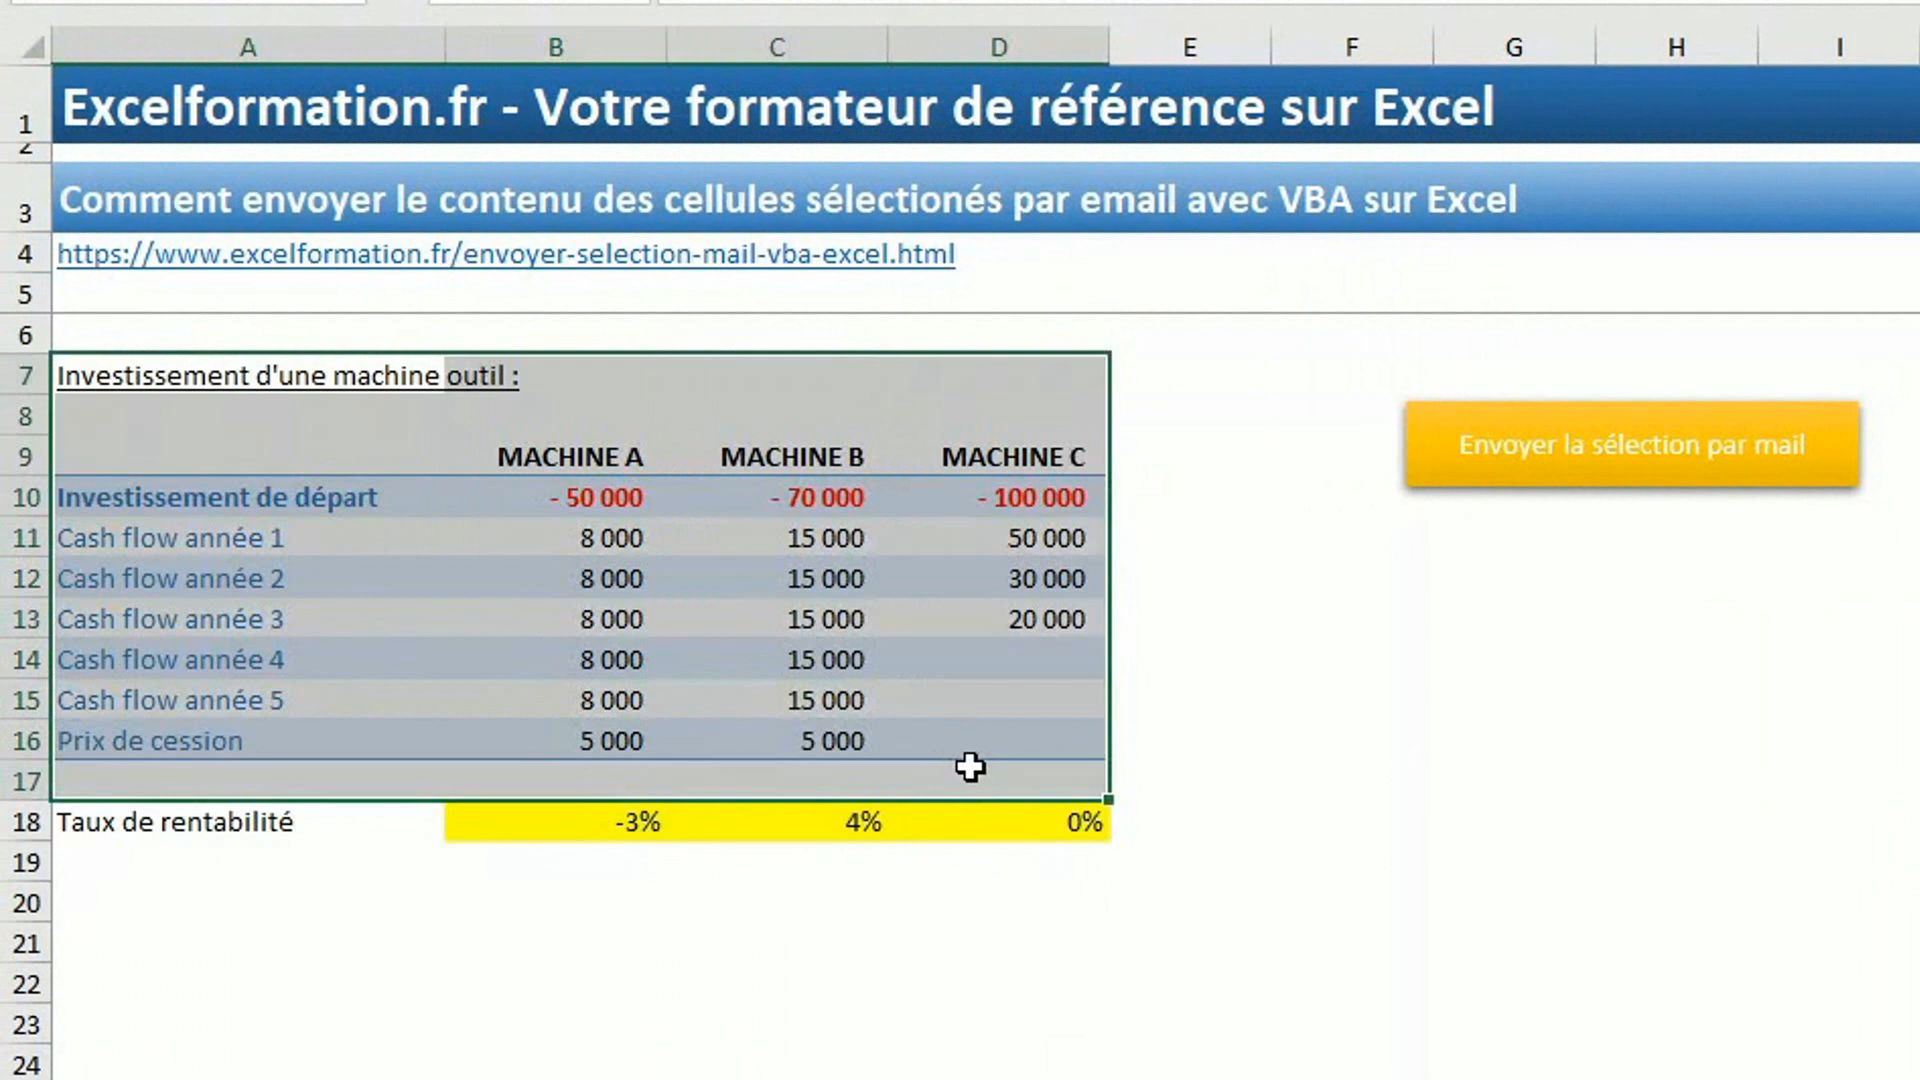 A B C D E F G H I
1 Excelformation.fr - Votre formateur de référence sur Excel
2
3 Comment envoyer le contenu des cellules sélectionés par email avec VBA sur Excel
4 https://www.excelformation.fr/envoyer-selection-mail-vba-excel.html
5
6
7 Investissement d'une machine outil :
8
Envoyer la sélection par mail
9 MACHINE A MACHINE B MACHINE C
10 Investissement de départ - 50 000 - 70 000 - 100 000
11 Cash flow année 1 8 000 15 000 50 000
12 Cash flow année 2 8 000 15 000 30 000
13 Cash flow année 3 8 000 15 000 20 000
14 Cash flow année 4 8 000 15 000
15 Cash flow année 5 8 000 15 000
16 Prix de cession 5 000 5 000
17
18 Taux de rentabilité -3% 4% 0%
19
20
21
22
23
24